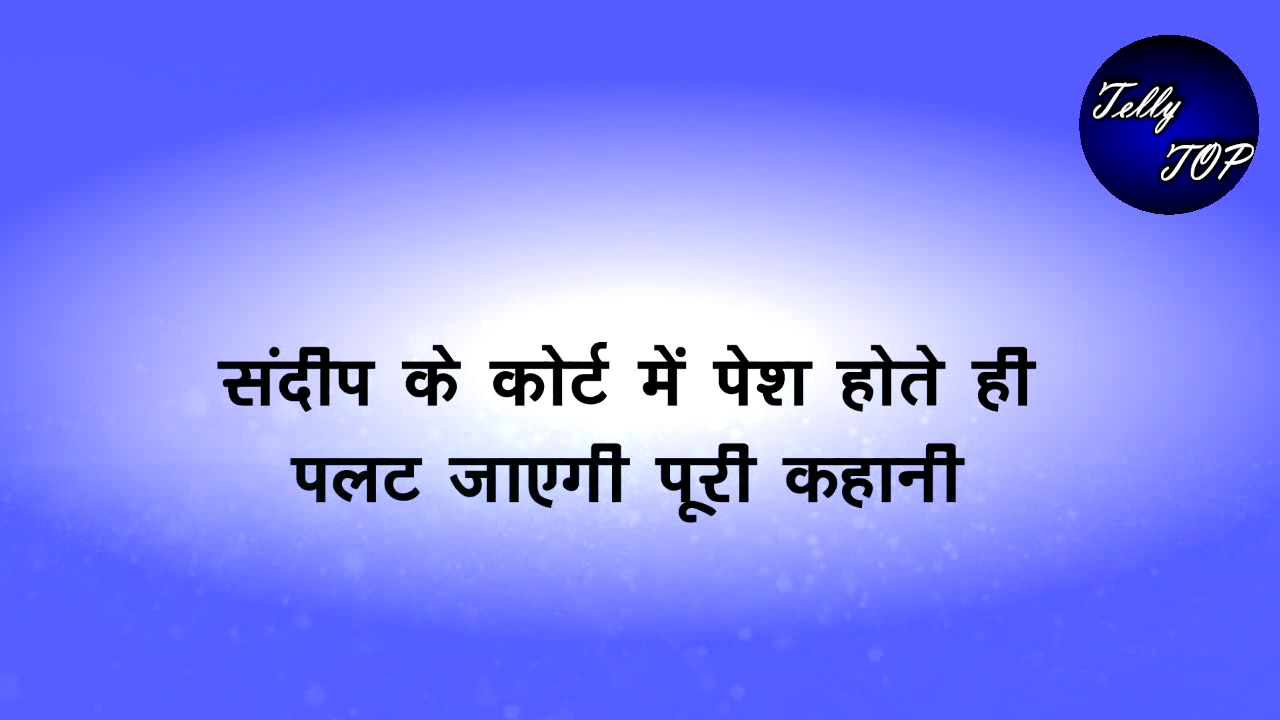 Telly
TOP
संदीप के कोर्ट में पेश होते ही
पलट जाएगी पूरी कहानी